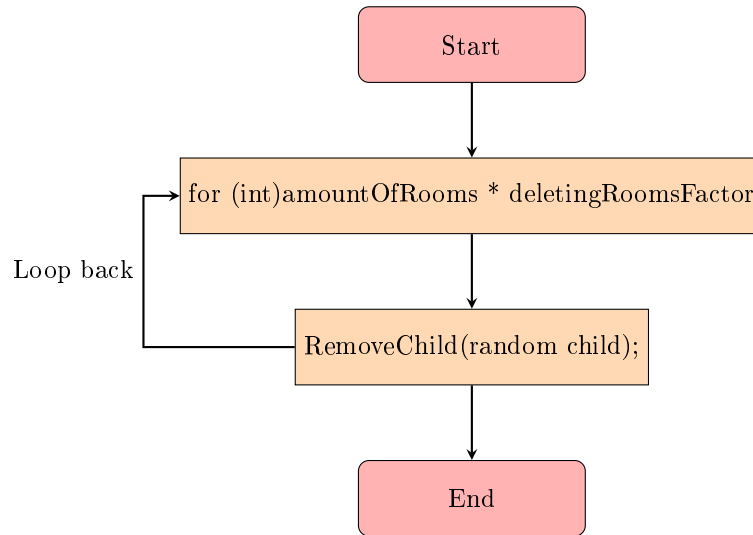 Start
for (int)amountOfRooms * deletingRoomsFactor
Loop back
RemoveChild(random child);
End